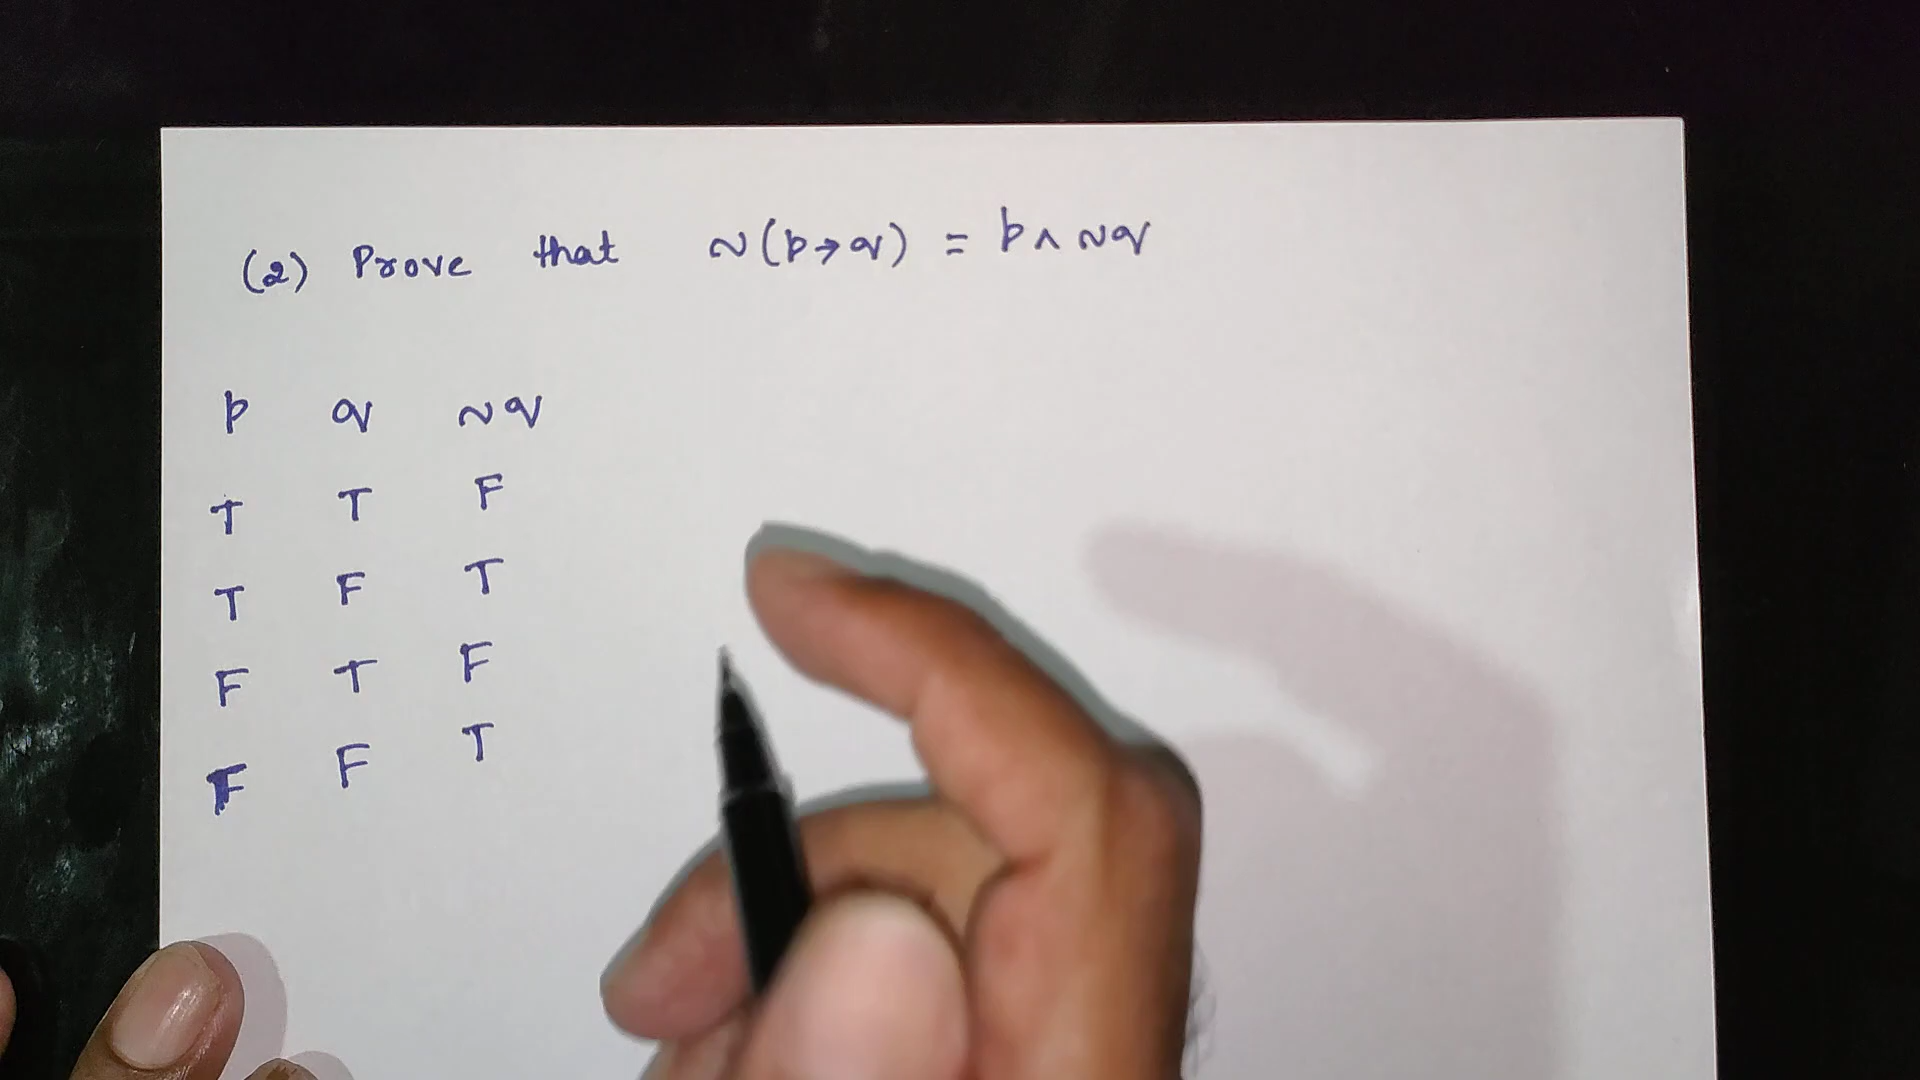 (2) Prove that ~(p→q) = p∧~q
p q ~q
T T F
T F T
F T F
F F T